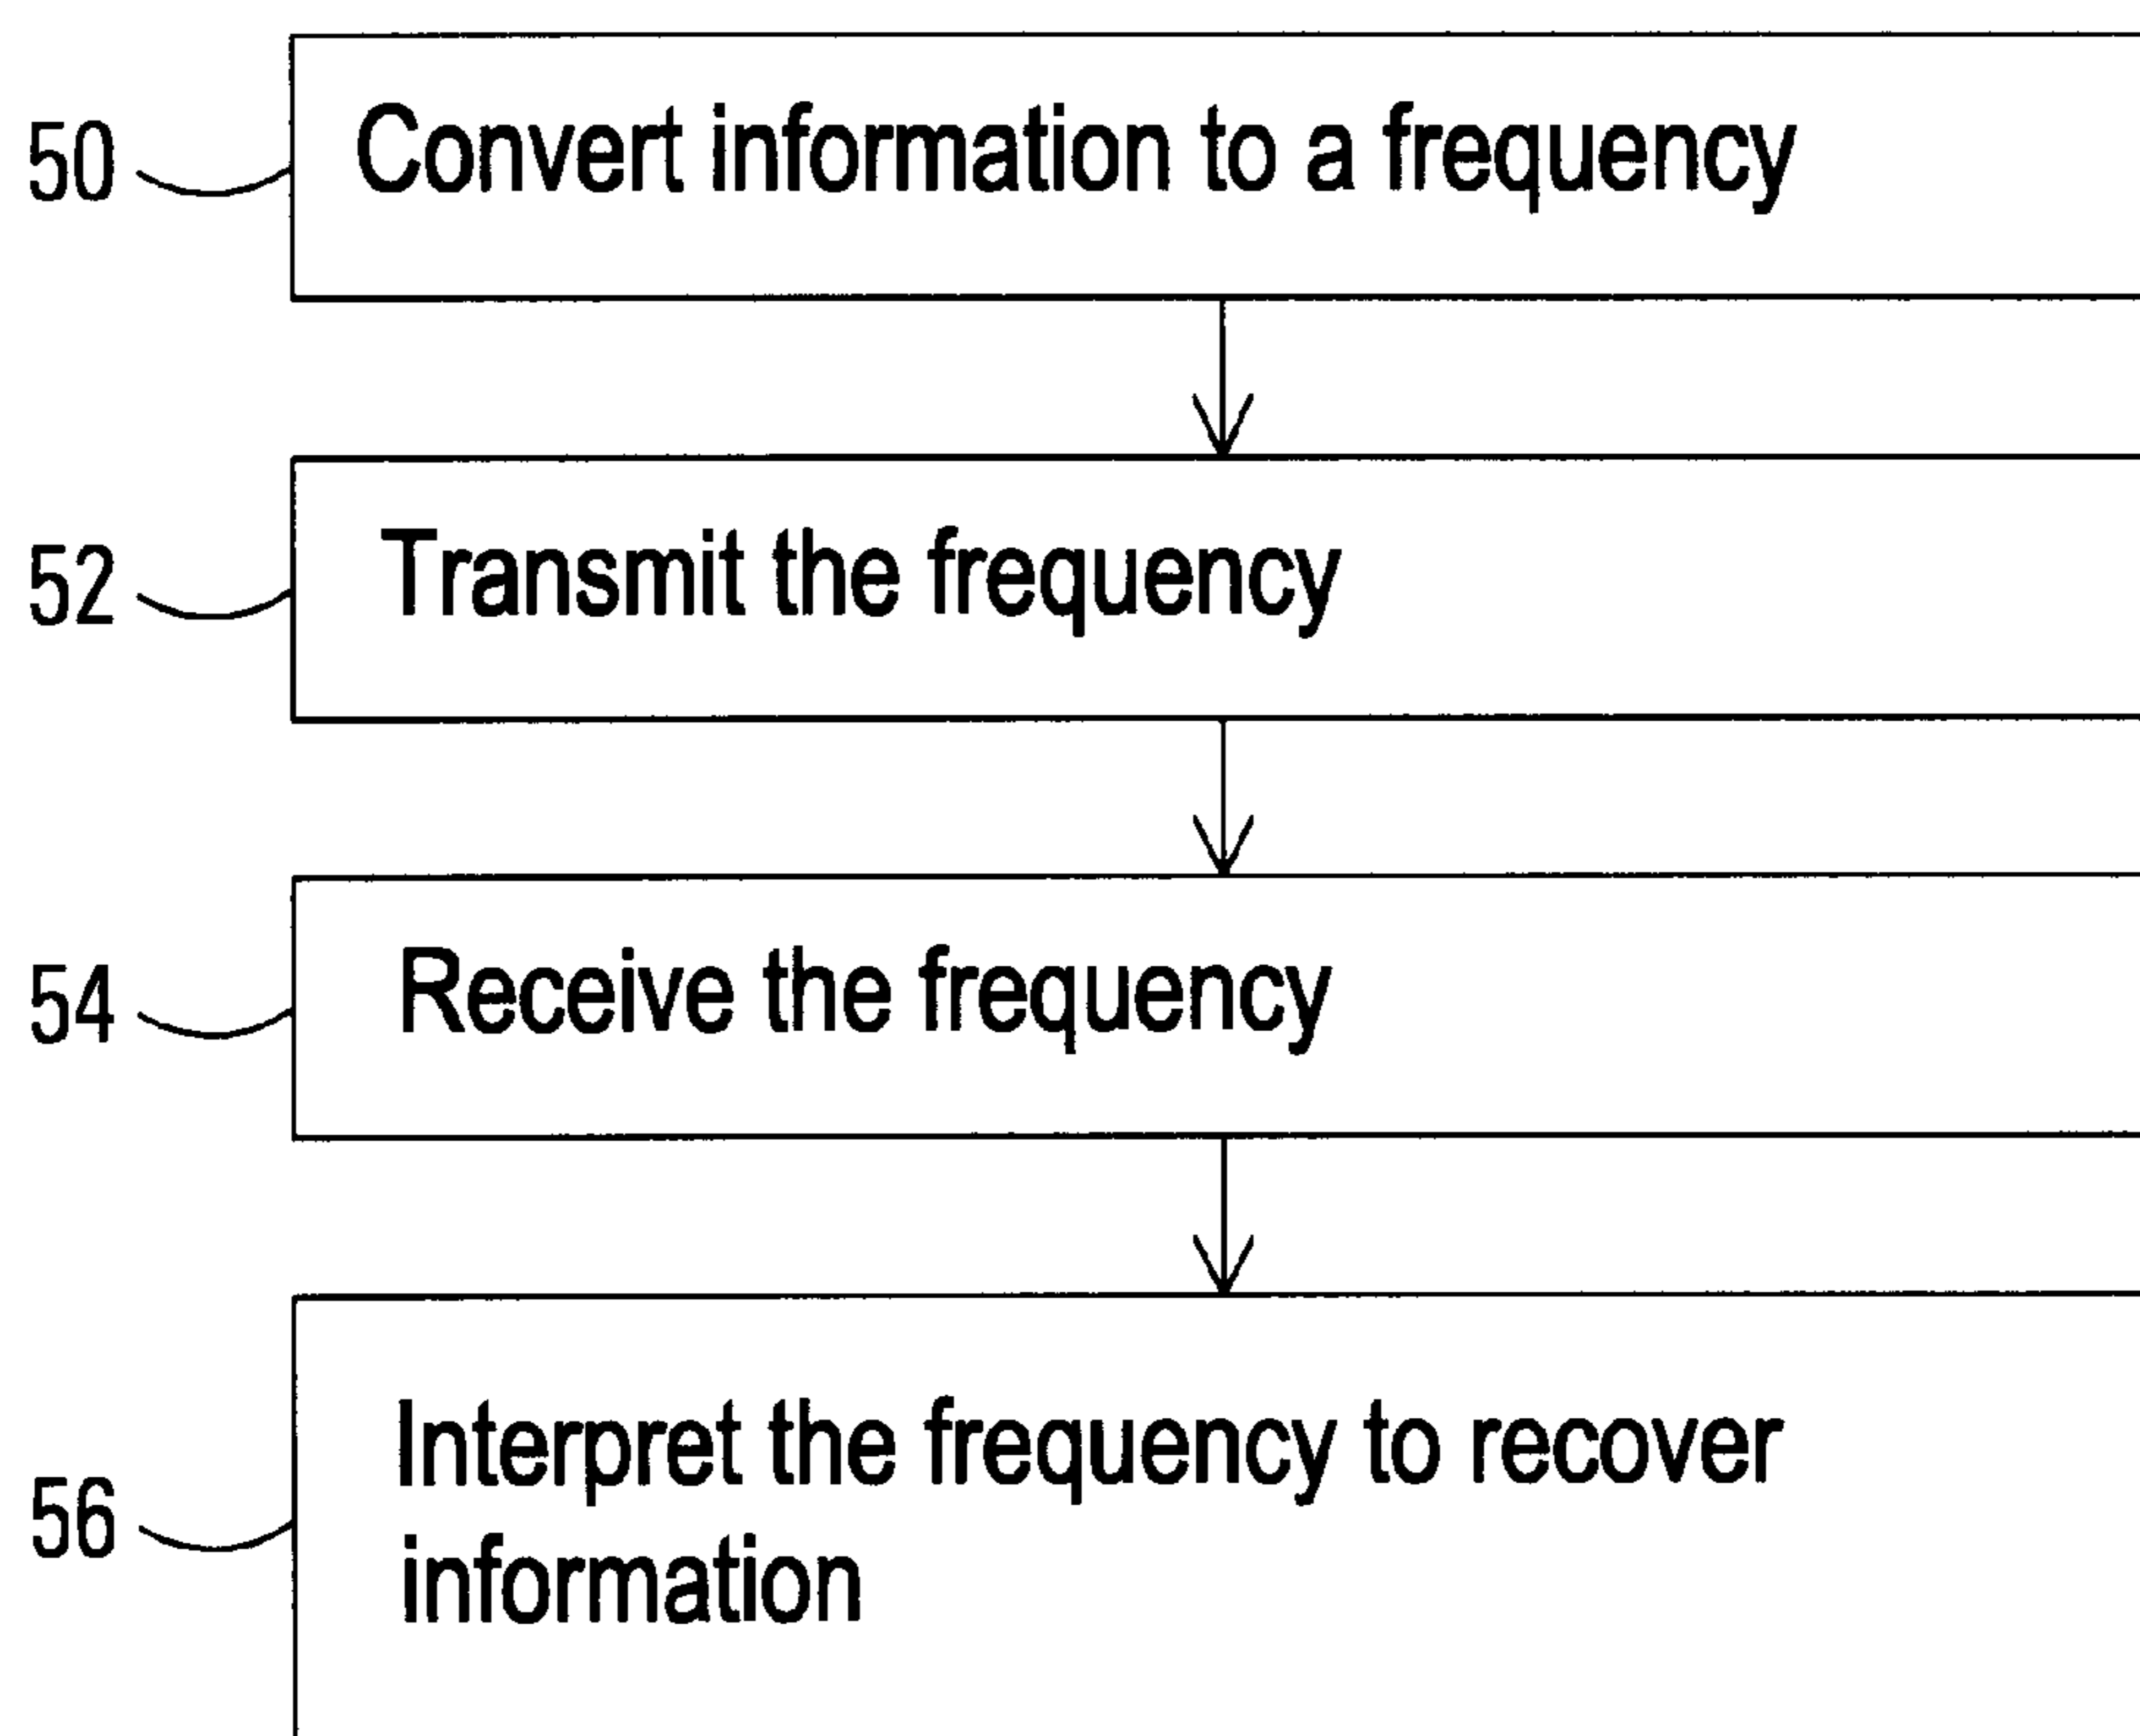 50 Convert information to a frequency
52 Transmit the frequency
54 Receive the frequency
56 Interpret the frequency to recover
information